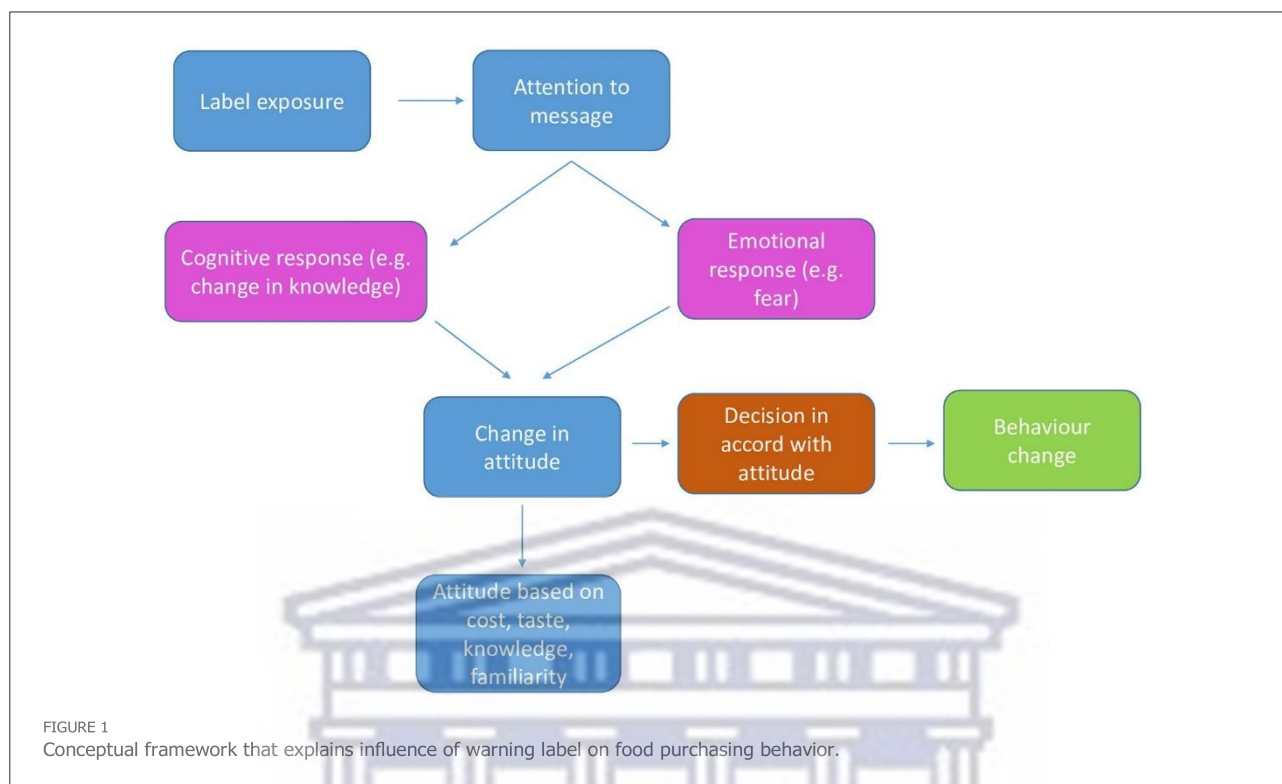 Label exposure
Attention to
message
Cognitive response (e.g.
change in knowledge)
Emotional
response (e.g.
fear)
Change in
attitude
Decision in
accord with
attitude
Behaviour
change
Attitude based on
cost, taste,
knowledge,
familiarity
FIGURE 1
Conceptual framework that explains influence of warning label on food purchasing behavior.